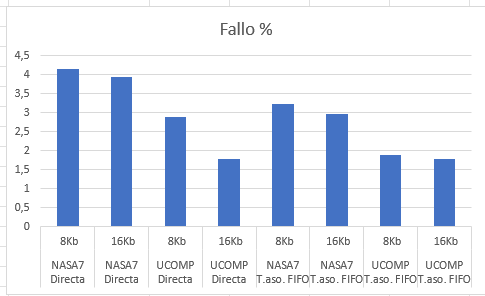 Fallo %
4,5
4
3,5
3
2,5
2
1,5
1
0,5
0
8Kb 16Kb 8Kb 16Kb 8Kb 16Kb 8Kb 16Kb
NASA7 NASA7 UCOMP UCOMP NASA7 NASA7 UCOMP UCOMP
Directa Directa Directa Directa T.aso. FIFO T.aso. FIFO T.aso. FIFO T.aso. FIFO